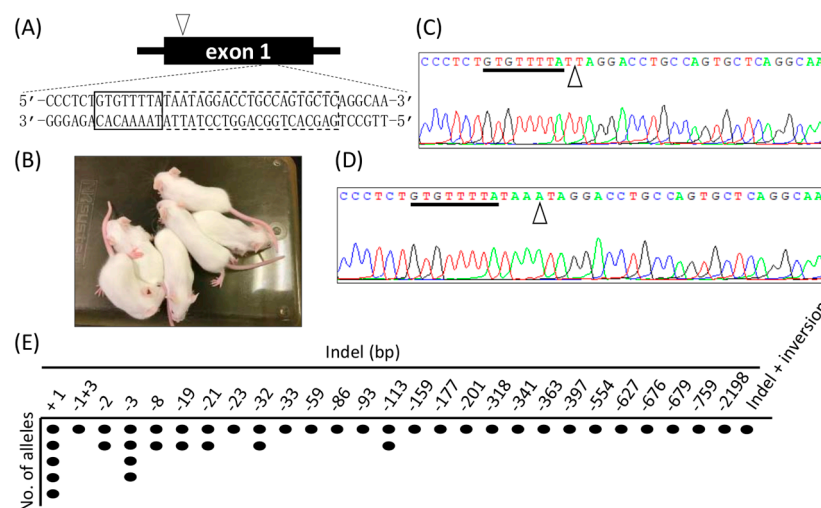 (A)
exon 1
5′-CCCTCTGTGTTTTATAATAGGACCTGCCAGTGCTCAGGCAA-3′
3′-GGGAGACACAAAATATTATCCTGGACGGTCACGAGTCCGTT-5′
(B)
(C)
CCCTCTGTGTTTTATTAGGACCTGCCAGTGCTCAGGCAA
(D)
CCCTCTGTGTTTTATAAATAGGACCTGCCAGTGCTCAGGCAA
(E)
Indel (bp)
+1 -1+3 -2 -3 -8 -19 -21 -23 -32 -33 -59 -86 -93 -113 -159 -177 -201 -318 -341 -363 -397 -554 -627 -676 -679 -759 -2198 Indel + inversion
No. of alleles